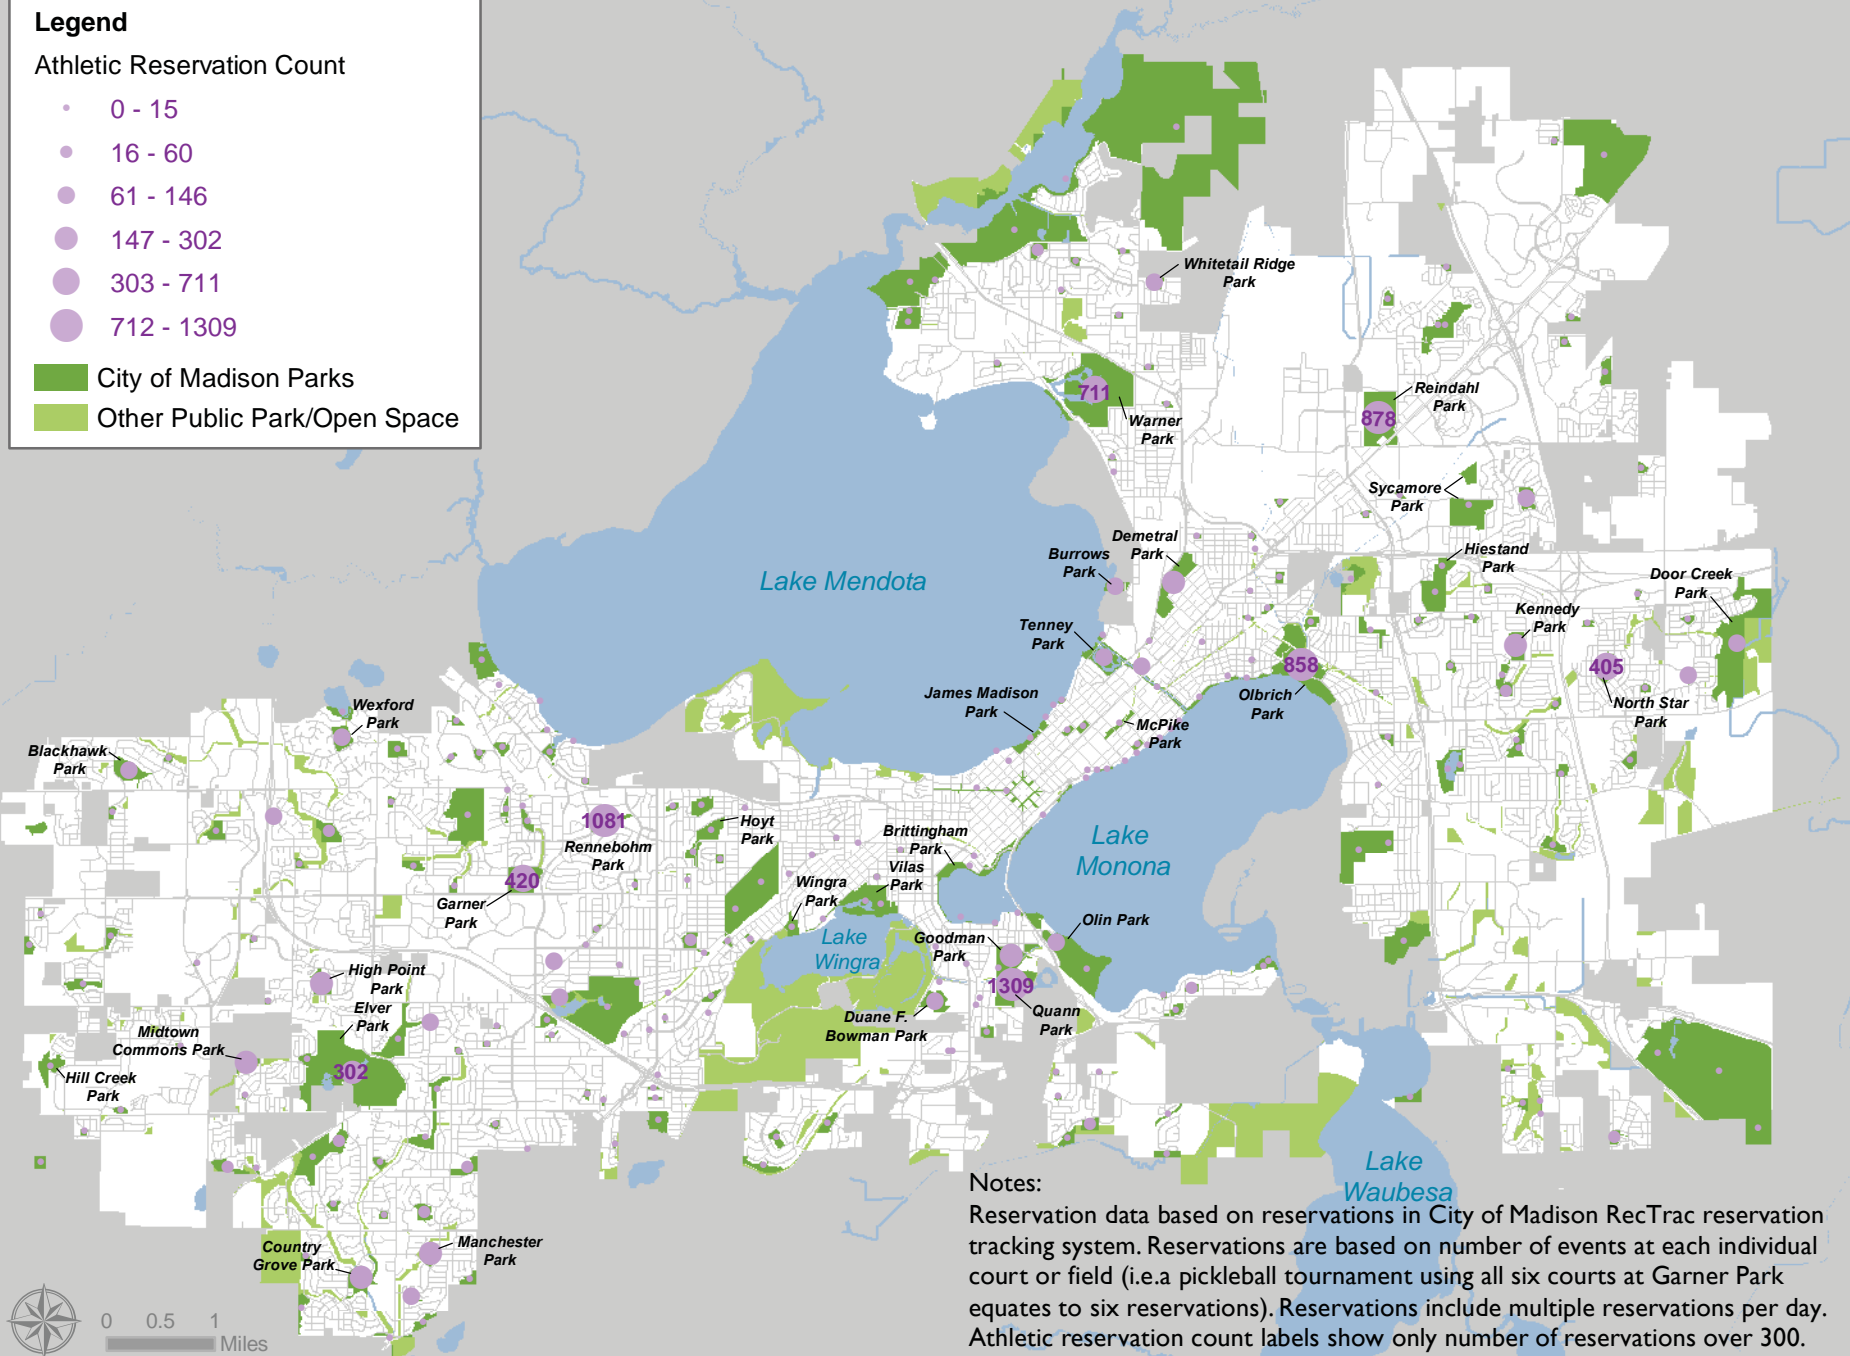 Legend
Athletic Reservation Count
0 - 15
16 - 60
61 - 146
147 - 302
303 - 711
712 - 1309
City of Madison Parks
Other Public Park/Open Space
Whitetail Ridge
Park
711
Warner
Park
Reindahl
Park
878
Sycamore
Park
Demetral
Park
Burrows
Park
Hiestand
Park
Door Creek
Park
Lake Mendota
Kennedy
Park
Tenney
Park
858
Olbrich
Park
405
North Star
Park
James Madison
Park
McPike
Park
Wexford
Park
Blackhawk
Park
1081
Rennebohm
Park
Hoyt
Park
Brittingham
Park
Lake
Monona
420
Garner
Park
Vilas
Park
Wingra
Park
Olin Park
Lake
Wingra
Goodman
Park
1309
Quann
Park
Duane F.
Bowman Park
High Point
Park
Elver
Park
302
Midtown
Commons Park
Hill Creek
Park
Country
Grove Park
Manchester
Park
Lake
Waubesa
0 0.5 1
Miles
Notes:
Reservation data based on reservations in City of Madison RecTrac reservation
tracking system. Reservations are based on number of events at each individual
court or field (i.e.a pickleball tournament using all six courts at Garner Park
equates to six reservations). Reservations include multiple reservations per day.
Athletic reservation count labels show only number of reservations over 300.